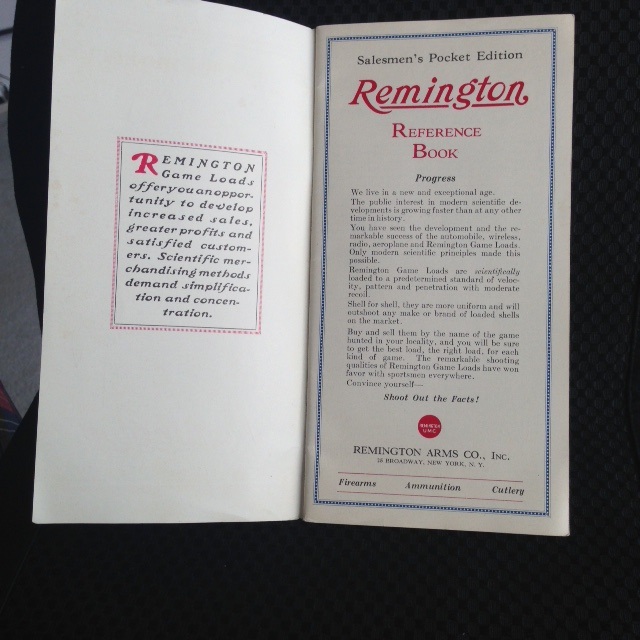 REMINGTON
Game Loads
offer you an oppor-
tunity to develop
increased sales,
greater profits and
satisfied custom-
ers. Scientific mer-
chandising methods
demand simplifica-
tion and concen-
tration.
Salesmen's Pocket Edition
Remington
REFERENCE
BOOK
Progress
We live in a new and exceptional age.
The public interest in modern scientific de-
velopments is growing faster than at any other
time in history.
You have seen the development and the re-
markable success of the automobile, wireless,
radio, aeroplane and Remington Game Loads.
Only modern scientific principles made this
possible.
Remington Game Loads are scientifically
loaded to a predetermined standard of veloc-
ity, pattern and penetration with moderate
recoil.
Shell for shell, they are more uniform and will
outshoot any make or brand of loaded shells
on the market.
Buy and sell them by the name of the game
hunted in your locality, and you will be sure
to get the best load, the right load, for each
kind of game. The remarkable shooting
qualities of Remington Game Loads have won
favor with sportsmen everywhere.
Convince yourself—
Shoot Out the Facts!
REMINGTON
UMC
REMINGTON ARMS CO., INC.
BROADWAY, NEW YORK, N. Y.
Firearms Ammunition Cutlery